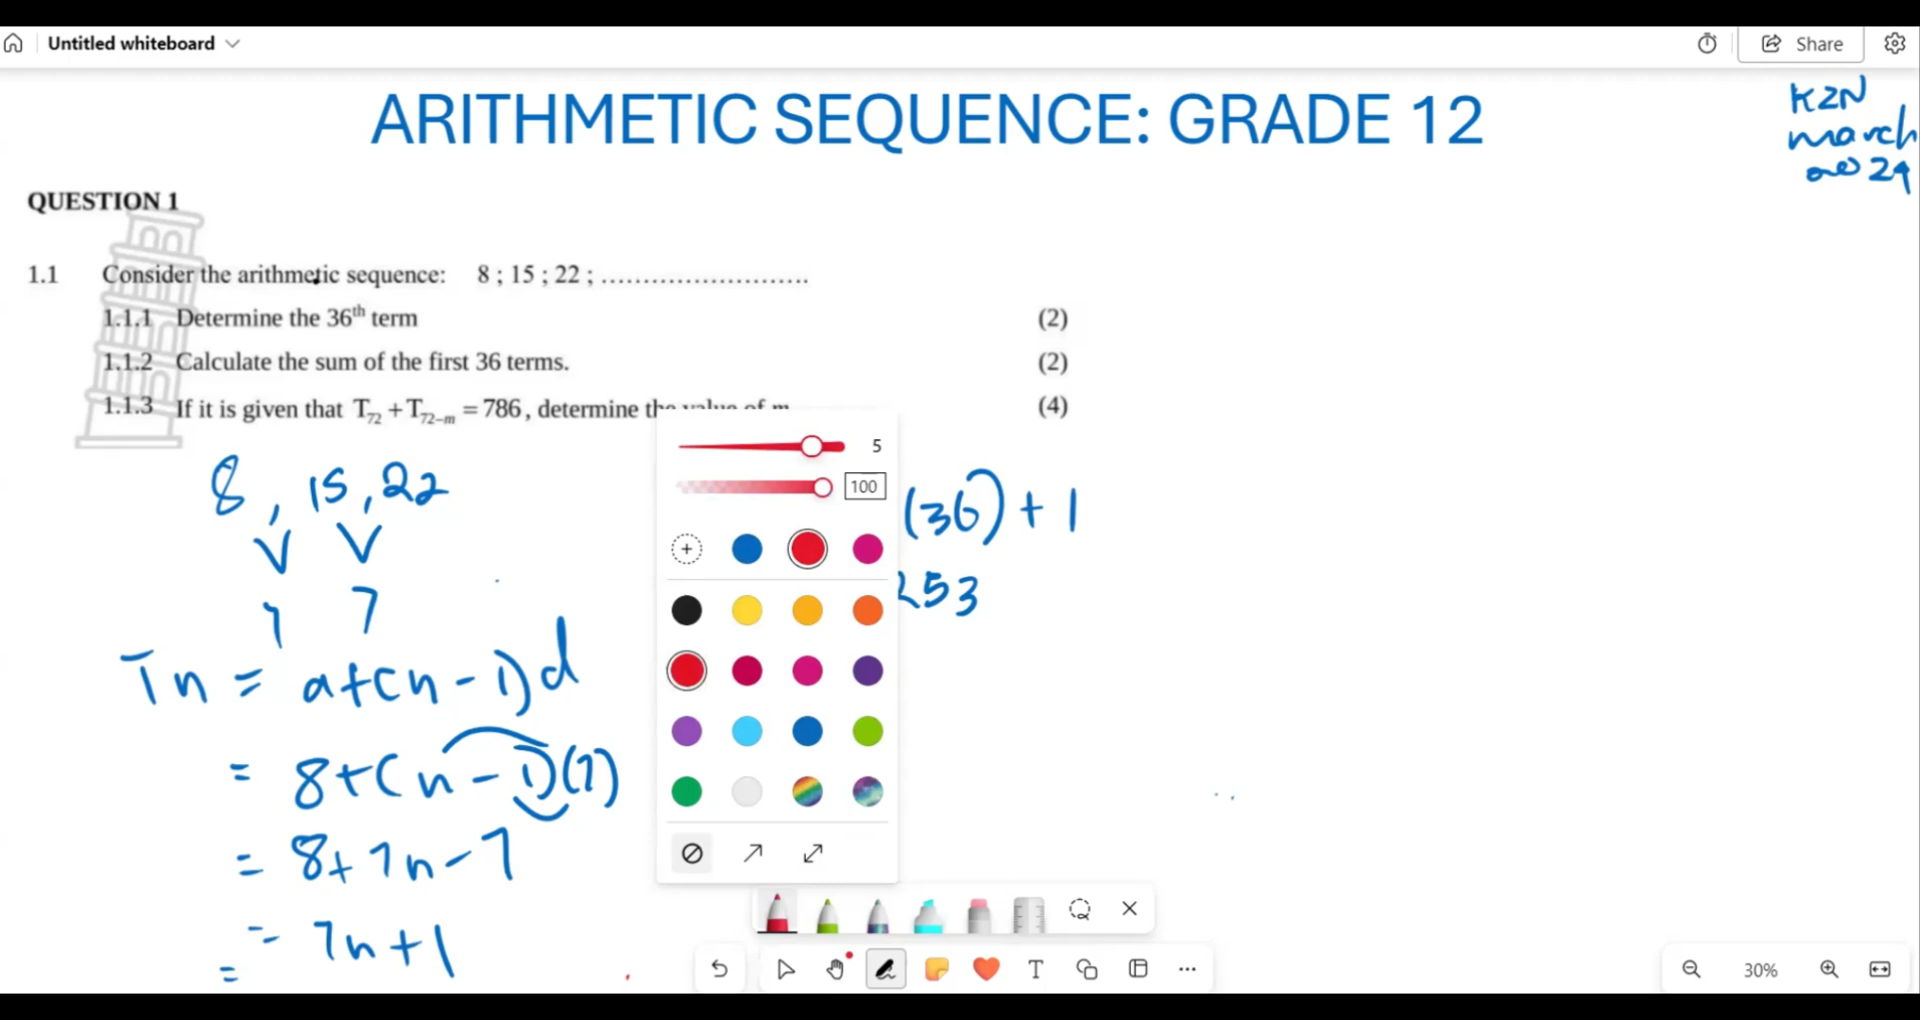 Untitled whiteboard
Share
ARITHMETIC SEQUENCE: GRADE 12
KZN
march
2024
QUESTION 1
1.1 Consider the arithmetic sequence: 8 ; 15 ; 22 ; ............................
1.1.1 Determine the 36th term (2)
1.1.2 Calculate the sum of the first 36 terms. (2)
1.1.3 If it is given that T72 + T72−m = 786, determine the value of m (4)
8 , 15 , 22
7 7
Tn = a+(n-1)d
= 8+(n-1)(7)
= 8+7n-7
= 7n+1
=
(36)+1
253
5
100
T
30%